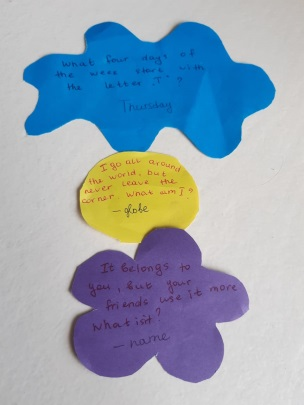 What four days of
the week start with
the letter „T"?
Thursday
I go all around
the world, but
never leave the
corner what am I?
– globe
It belongs to
you, but your
friends use it more
What is it?
– name